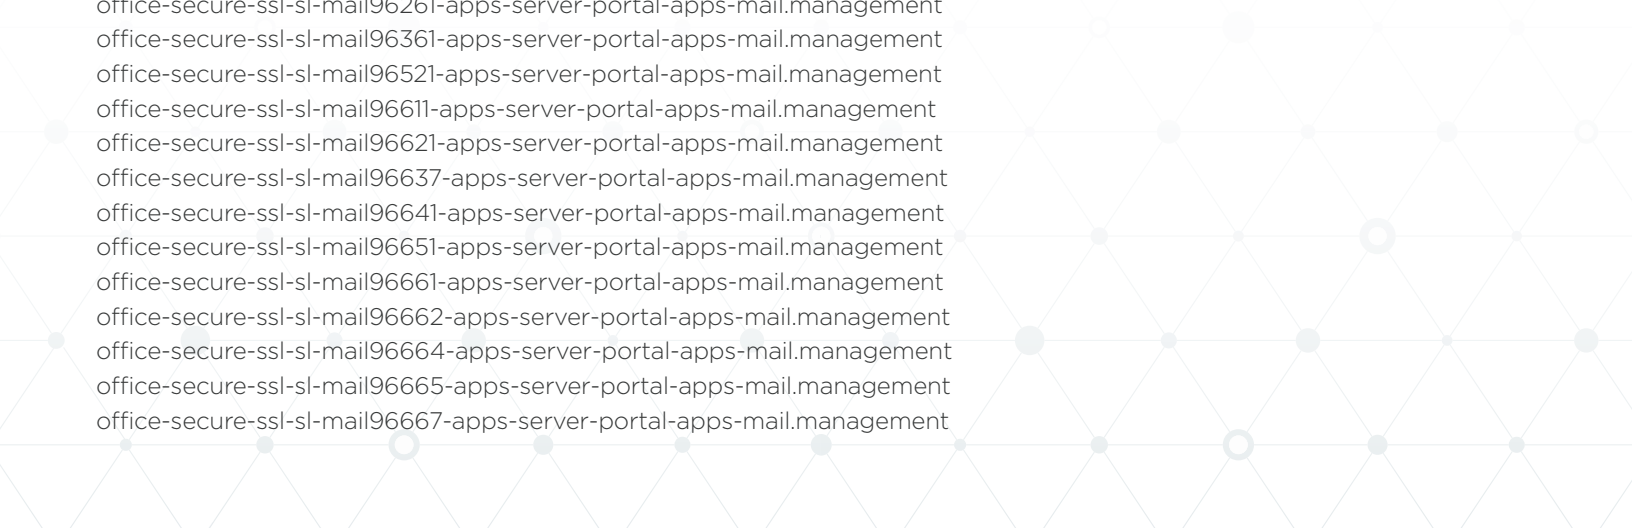 office-secure-ssl-sl-mail96261-apps-server-portal-apps-mail.management
office-secure-ssl-sl-mail96361-apps-server-portal-apps-mail.management
office-secure-ssl-sl-mail96521-apps-server-portal-apps-mail.management
office-secure-ssl-sl-mail96611-apps-server-portal-apps-mail.management
office-secure-ssl-sl-mail96621-apps-server-portal-apps-mail.management
office-secure-ssl-sl-mail96637-apps-server-portal-apps-mail.management
office-secure-ssl-sl-mail96641-apps-server-portal-apps-mail.management
office-secure-ssl-sl-mail96651-apps-server-portal-apps-mail.management
office-secure-ssl-sl-mail96661-apps-server-portal-apps-mail.management
office-secure-ssl-sl-mail96662-apps-server-portal-apps-mail.management
office-secure-ssl-sl-mail96664-apps-server-portal-apps-mail.management
office-secure-ssl-sl-mail96665-apps-server-portal-apps-mail.management
office-secure-ssl-sl-mail96667-apps-server-portal-apps-mail.management